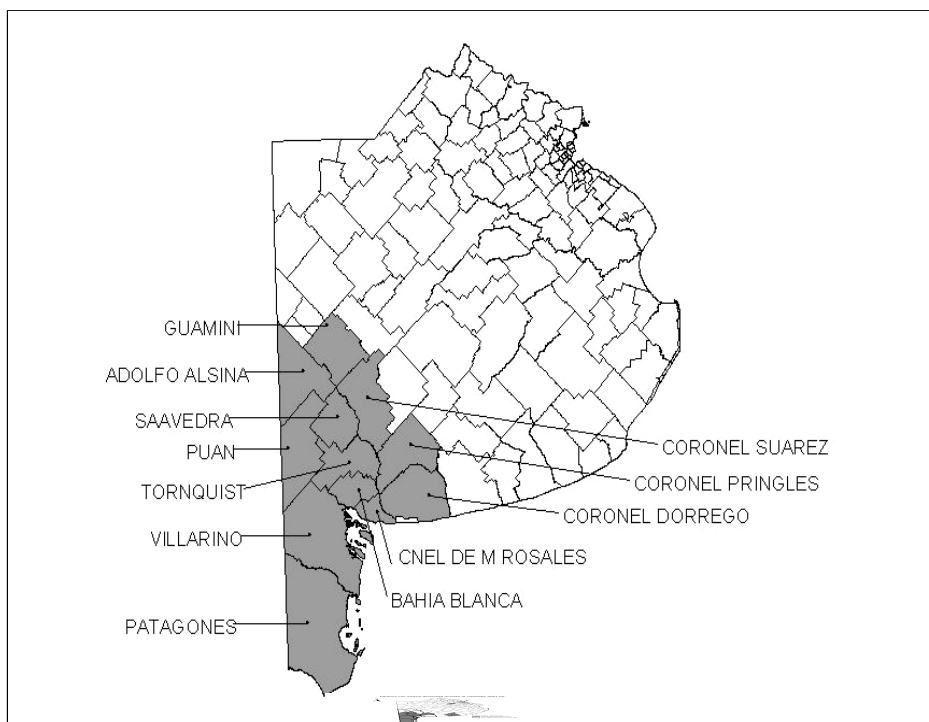 GUAMINI
ADOLFO ALSINA
SAAVEDRA
PUAN
TORNQUIST
VILLARINO
PATAGONES
CORONEL SUAREZ
CORONEL PRINGLES
CORONEL DORREGO
CNEL DE M ROSALES
BAHIA BLANCA